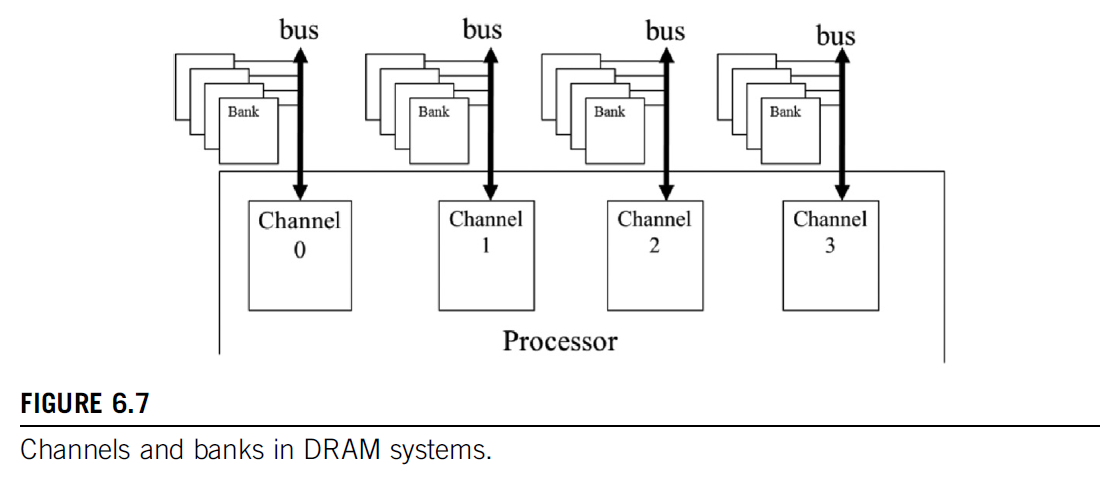 bus
bus
bus
bus
Bank
Bank
Bank
Bank
Channel
0
Channel
1
Channel
2
Channel
3
Processor
FIGURE 6.7
Channels and banks in DRAM systems.